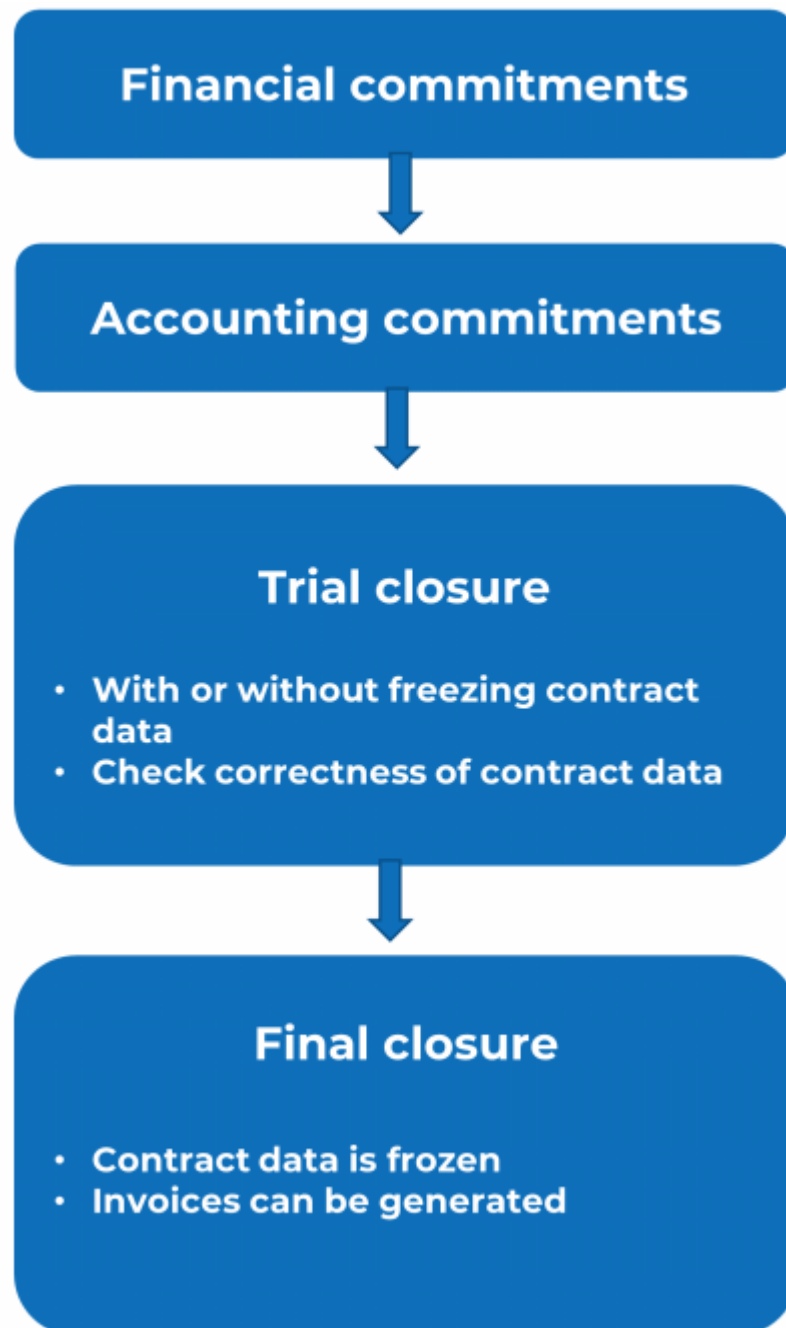 Financial commitments
Accounting commitments
Trial closure
• With or without freezing contract
data
• Check correctness of contract data
Final closure
• Contract data is frozen
• Invoices can be generated